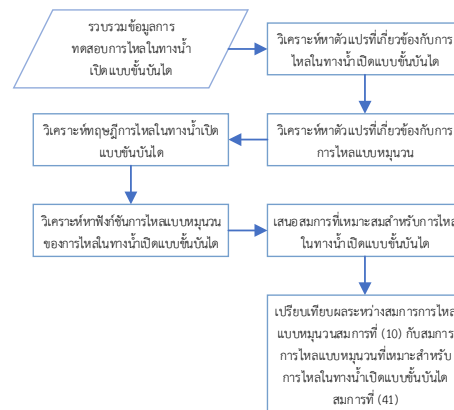 รวบรวมข้อมูลการ
ทดสอบการไหลในทางน้ำ
เปิดแบบขั้นบันได
วิเคราะห์หาตัวแปรที่เกี่ยวข้องกับการ
ไหลในทางน้ำเปิดแบบขั้นบันได
วิเคราะห์หาตัวแปรที่เกี่ยวข้องกับการ
การไหลแบบหมุนวน
วิเคราะห์ทฤษฎีการไหลในทางน้ำเปิด
แบบขั้นบันได
วิเคราะห์หาฟังก์ชันการไหลแบบหมุนวน
ของการไหลในทางน้ำเปิดแบบขั้นบันได
เสนอสมการที่เหมาะสมสำหรับการไหล
ในทางน้ำเปิดแบบขั้นบันได
เปรียบเทียบผลระหว่างสมการการไหล
แบบหมุนวนสมการที่ (10) กับสมการ
การไหลแบบหมุนวนที่เหมาะสำหรับ
การไหลในทางน้ำเปิดแบบขั้นบันได
สมการที่ (41)